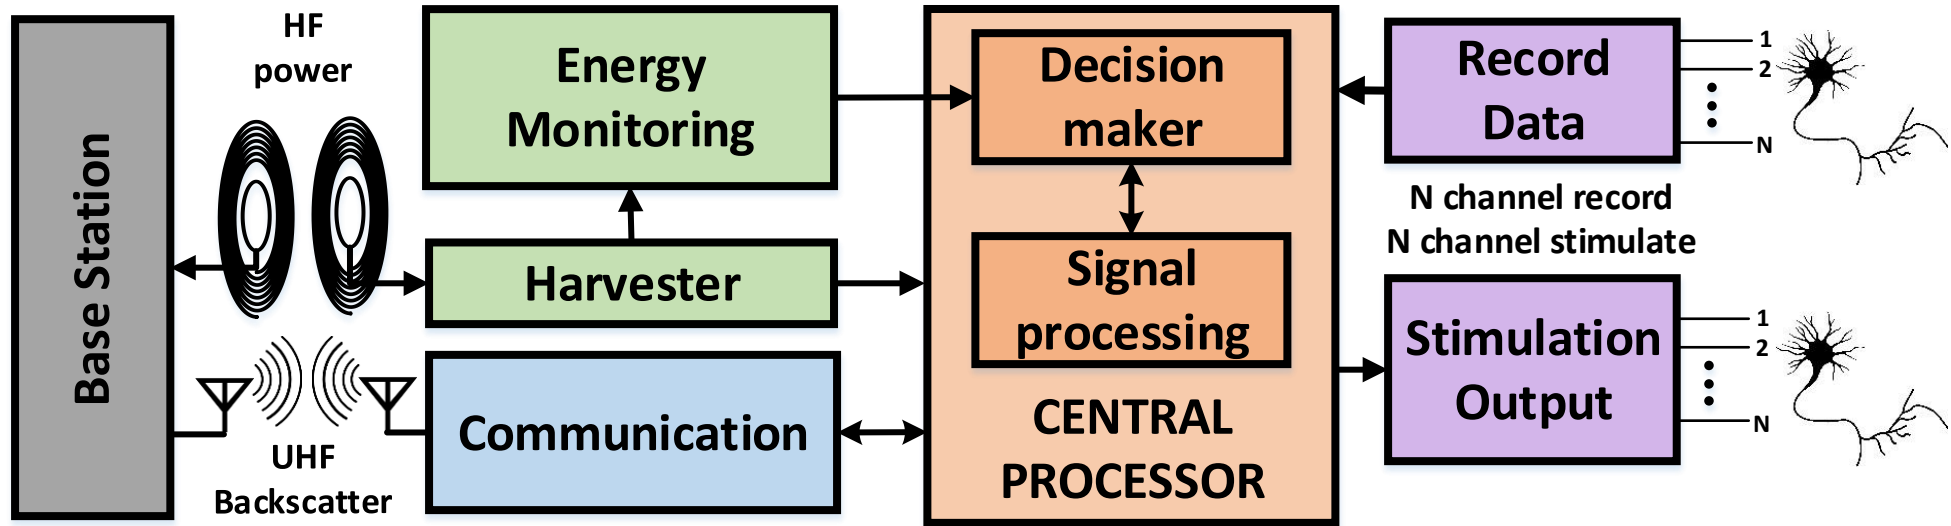 Base Station
HF
power
UHF
Backscatter
Energy
Monitoring
Harvester
Communication
Decision
maker
Signal
processing
CENTRAL
PROCESSOR
Record
Data
1
2
N
N channel record
N channel stimulate
Stimulation
Output
1
2
N